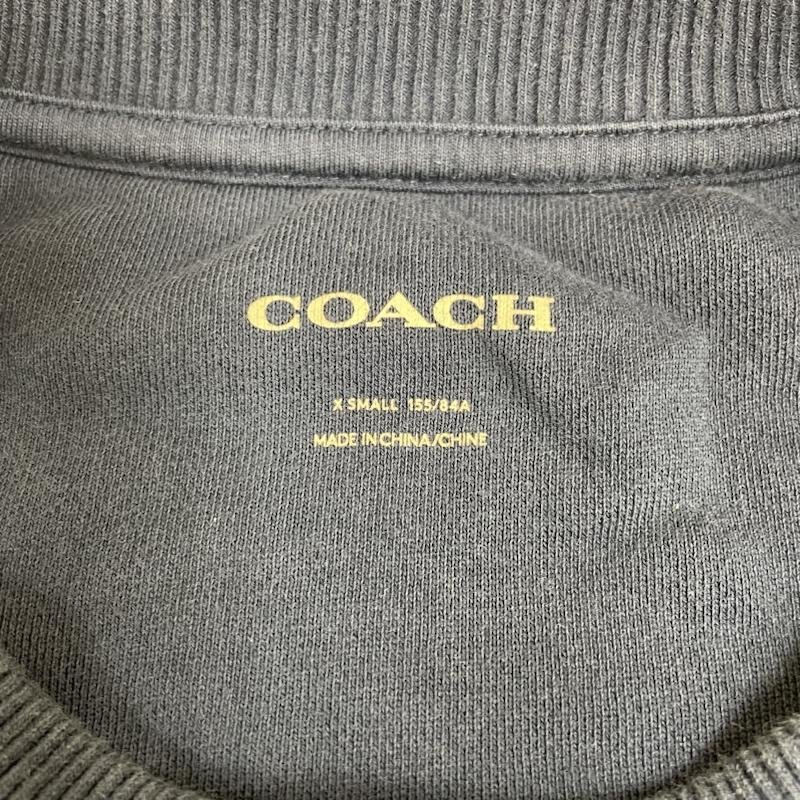 COACH
X SMALL 155/84A
MADE IN CHINA/CHINE